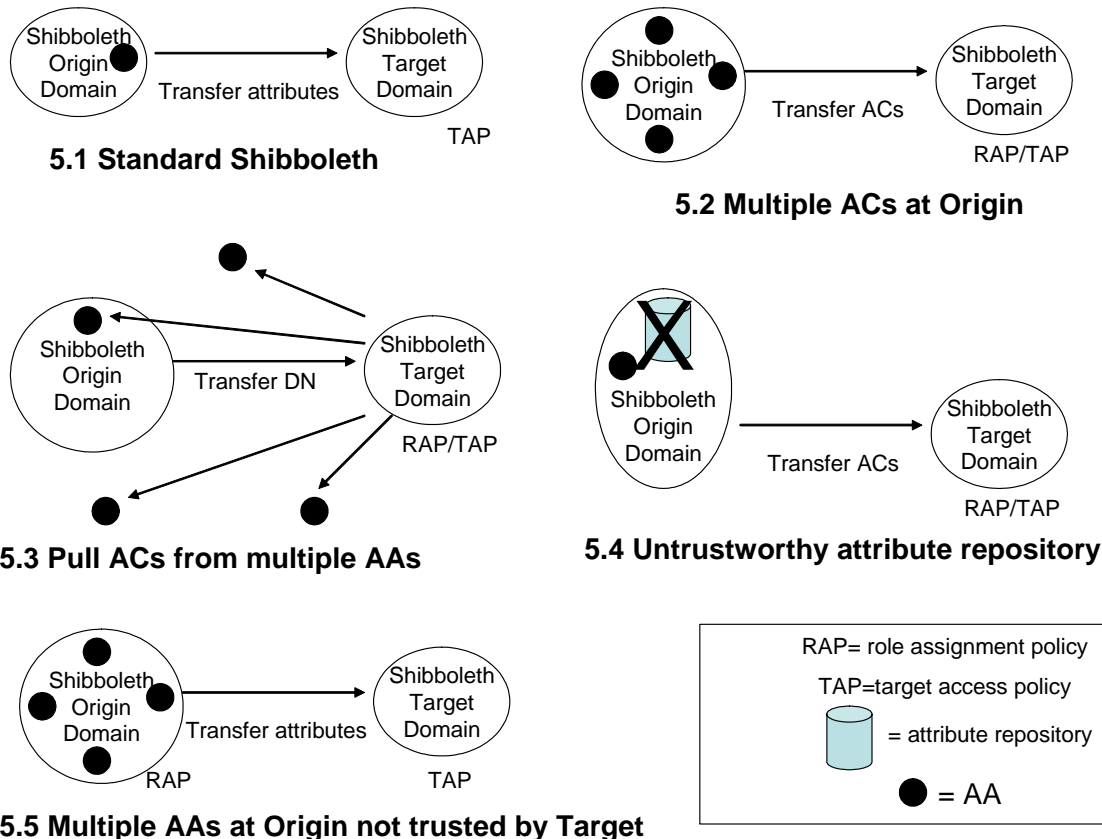 Shibboleth
Origin
Domain
Transfer attributes
Shibboleth
Target
Domain
TAP
5.1 Standard Shibboleth
Shibboleth
Origin
Domain
Transfer ACs
Shibboleth
Target
Domain
RAP/TAP
5.2 Multiple ACs at Origin
Shibboleth
Origin
Domain
Transfer DN
Shibboleth
Target
Domain
RAP/TAP
5.3 Pull ACs from multiple AAs
Shibboleth
Origin
Domain
Transfer ACs
Shibboleth
Target
Domain
RAP/TAP
5.4 Untrustworthy attribute repository
Shibboleth
Origin
Domain
RAP
Transfer attributes
Shibboleth
Target
Domain
TAP
5.5 Multiple AAs at Origin not trusted by Target
RAP= role assignment policy
TAP=target access policy
= attribute repository
= AA